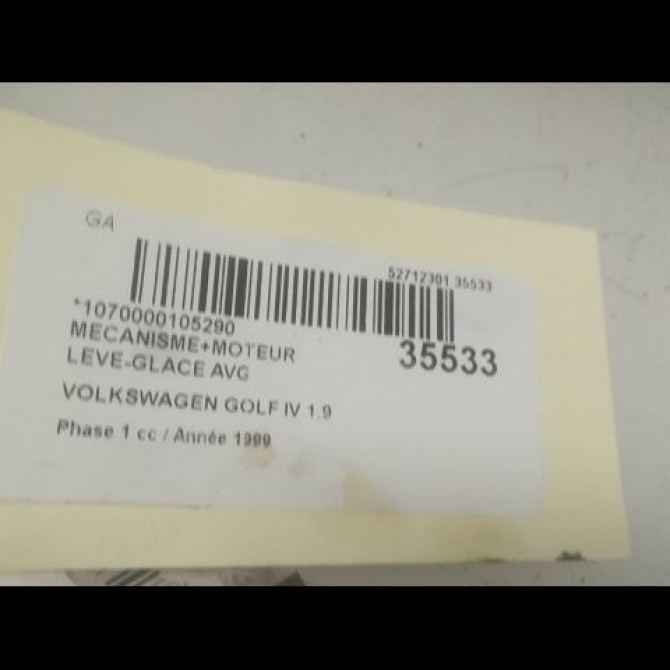 GA
52712301 35533
*1070000105290
MECANISME+MOTEUR
LEVE-GLACE AVG
35533
VOLKSWAGEN GOLF IV 1.9
Phase 1 cc / Année 1999